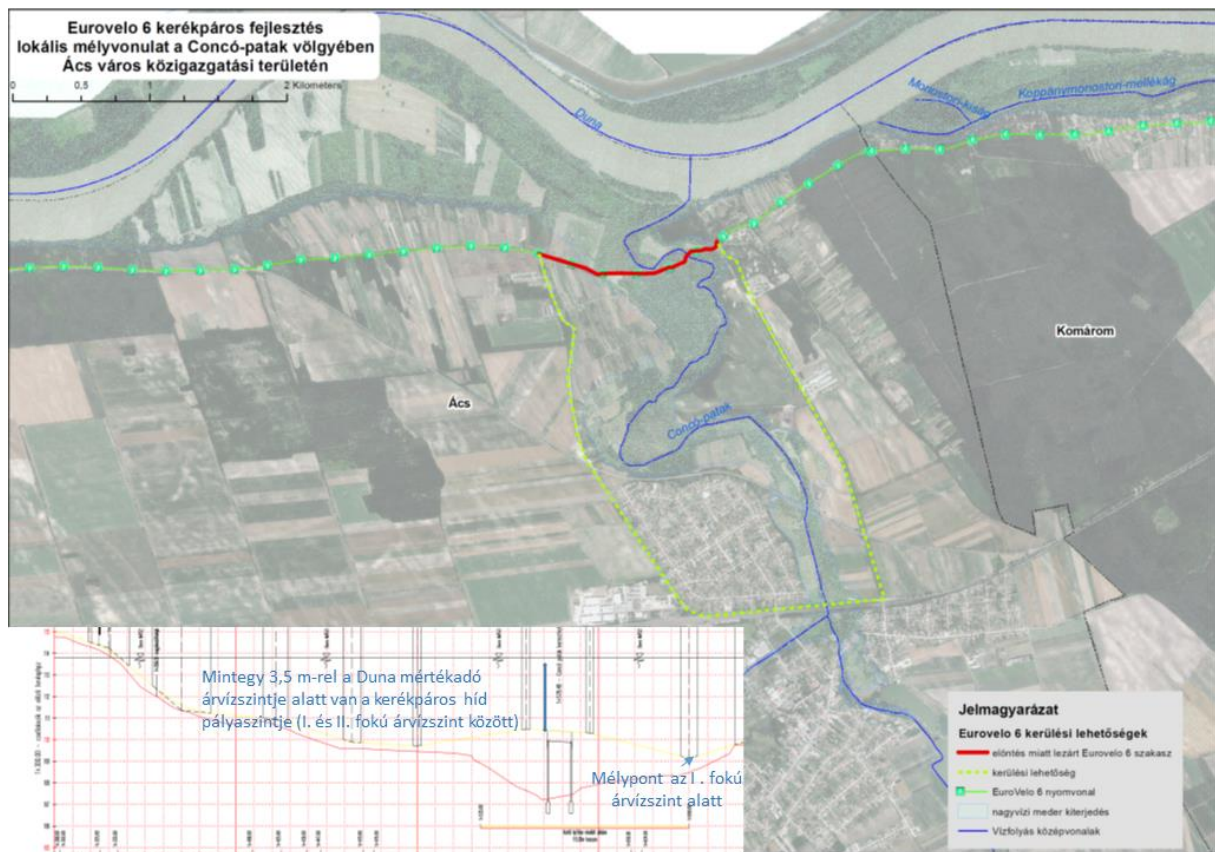 Eurovelo 6 kerékpáros fejlesztés
lokális mélyvonulat a Concó-patak völgyében
Ács város közigazgatási területén
0 0,5 1 2 Kilometers
Duna
Monostori-kiság
Koppánymonostori-mellékág
Komárom
Ács
Concó-patak
Mintegy 3,5 m-rel a Duna mértékadó
árvízszintje alatt van a kerékpáros híd
pályaszintje (I. és II. fokú árvízszint között)
Mélypont az I . fokú
árvízszint alatt
Jelmagyarázat
Eurovelo 6 kerülési lehetőségek
elöntés miatt lezárt Eurovelo 6 szakasz
kerülési lehetőség
EuroVelo 6 nyomvonal
nagyvízi meder kiterjedés
Vízfolyás középvonalak